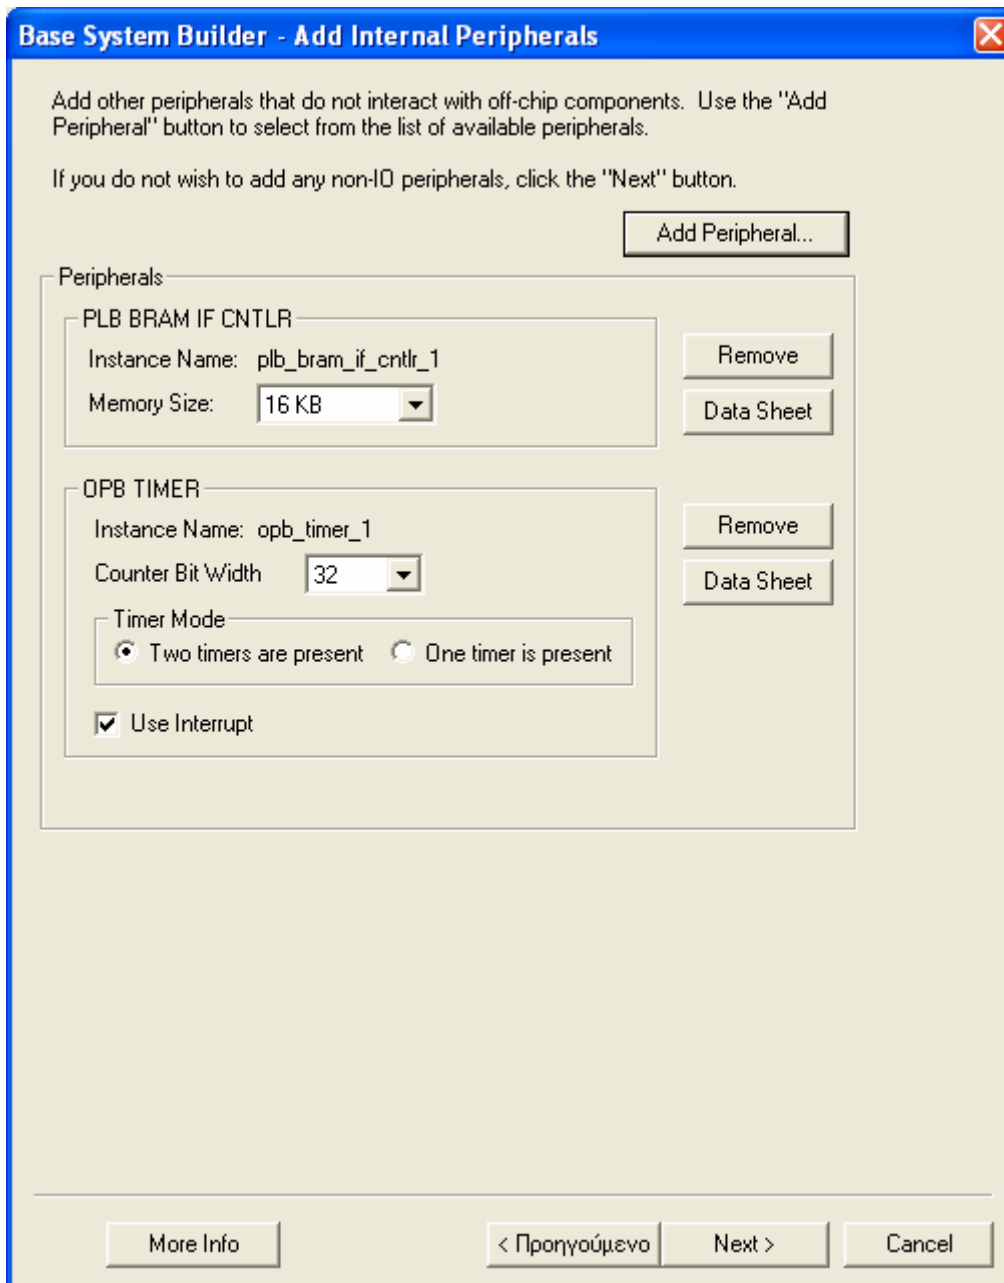 Base System Builder - Add Internal Peripherals
Add other peripherals that do not interact with off-chip components. Use the "Add
Peripheral" button to select from the list of available peripherals.
If you do not wish to add any non-IO peripherals, click the "Next" button.
Add Peripheral...
Peripherals
PLB BRAM IF CNTLR
Instance Name: plb_bram_if_cntlr_1
Remove
Memory Size: 16 KB
Data Sheet
OPB TIMER
Instance Name: opb_timer_1
Remove
Counter Bit Width 32
Data Sheet
Timer Mode
Two timers are present One timer is present
Use Interrupt
More Info < Προηγούμενο Next > Cancel